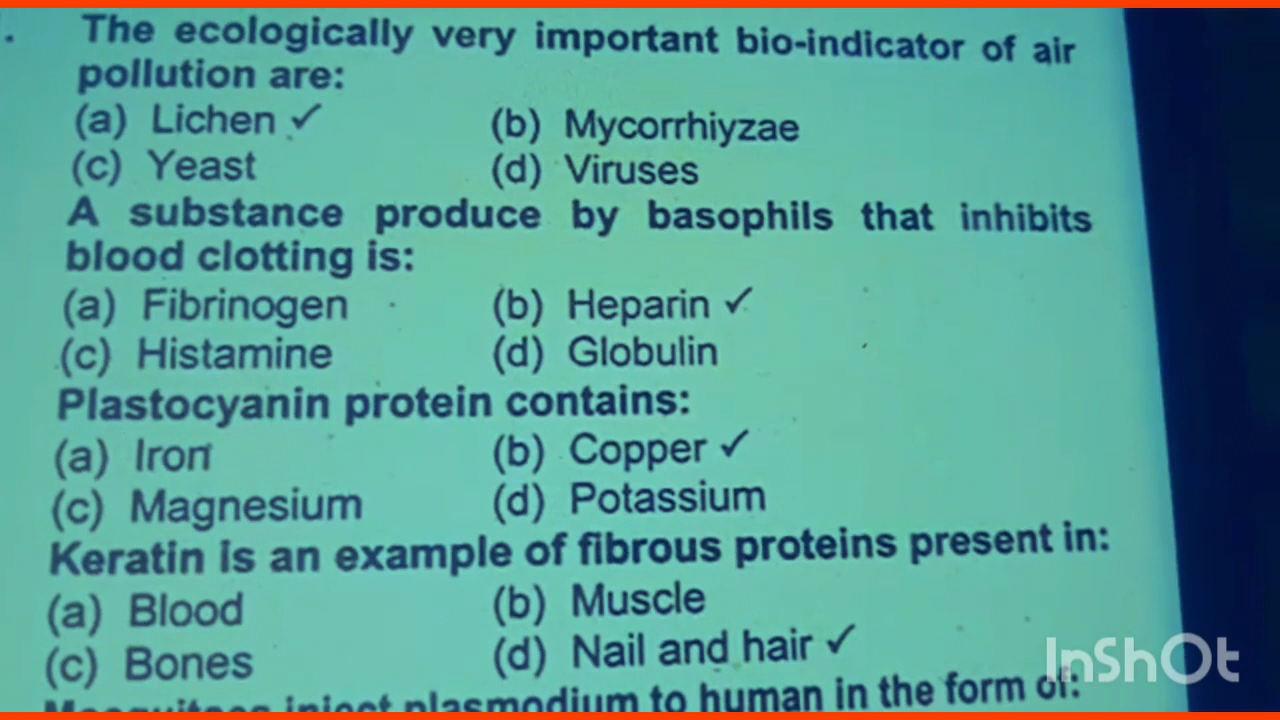 The ecologically very important bio-indicator of air
pollution are:
(a) Lichen ✓ (b) Mycorrhiyzae
(c) Yeast (d) Viruses
A substance produce by basophils that inhibits
blood clotting is:
(a) Fibrinogen (b) Heparin ✓
(c) Histamine (d) Globulin
Plastocyanin protein contains:
(a) Iron (b) Copper ✓
(c) Magnesium (d) Potassium
Keratin is an example of fibrous proteins present in:
(a) Blood (b) Muscle
(c) Bones (d) Nail and hair ✓
Mosquitoes inject plasmodium to human in the form of:
InShOt